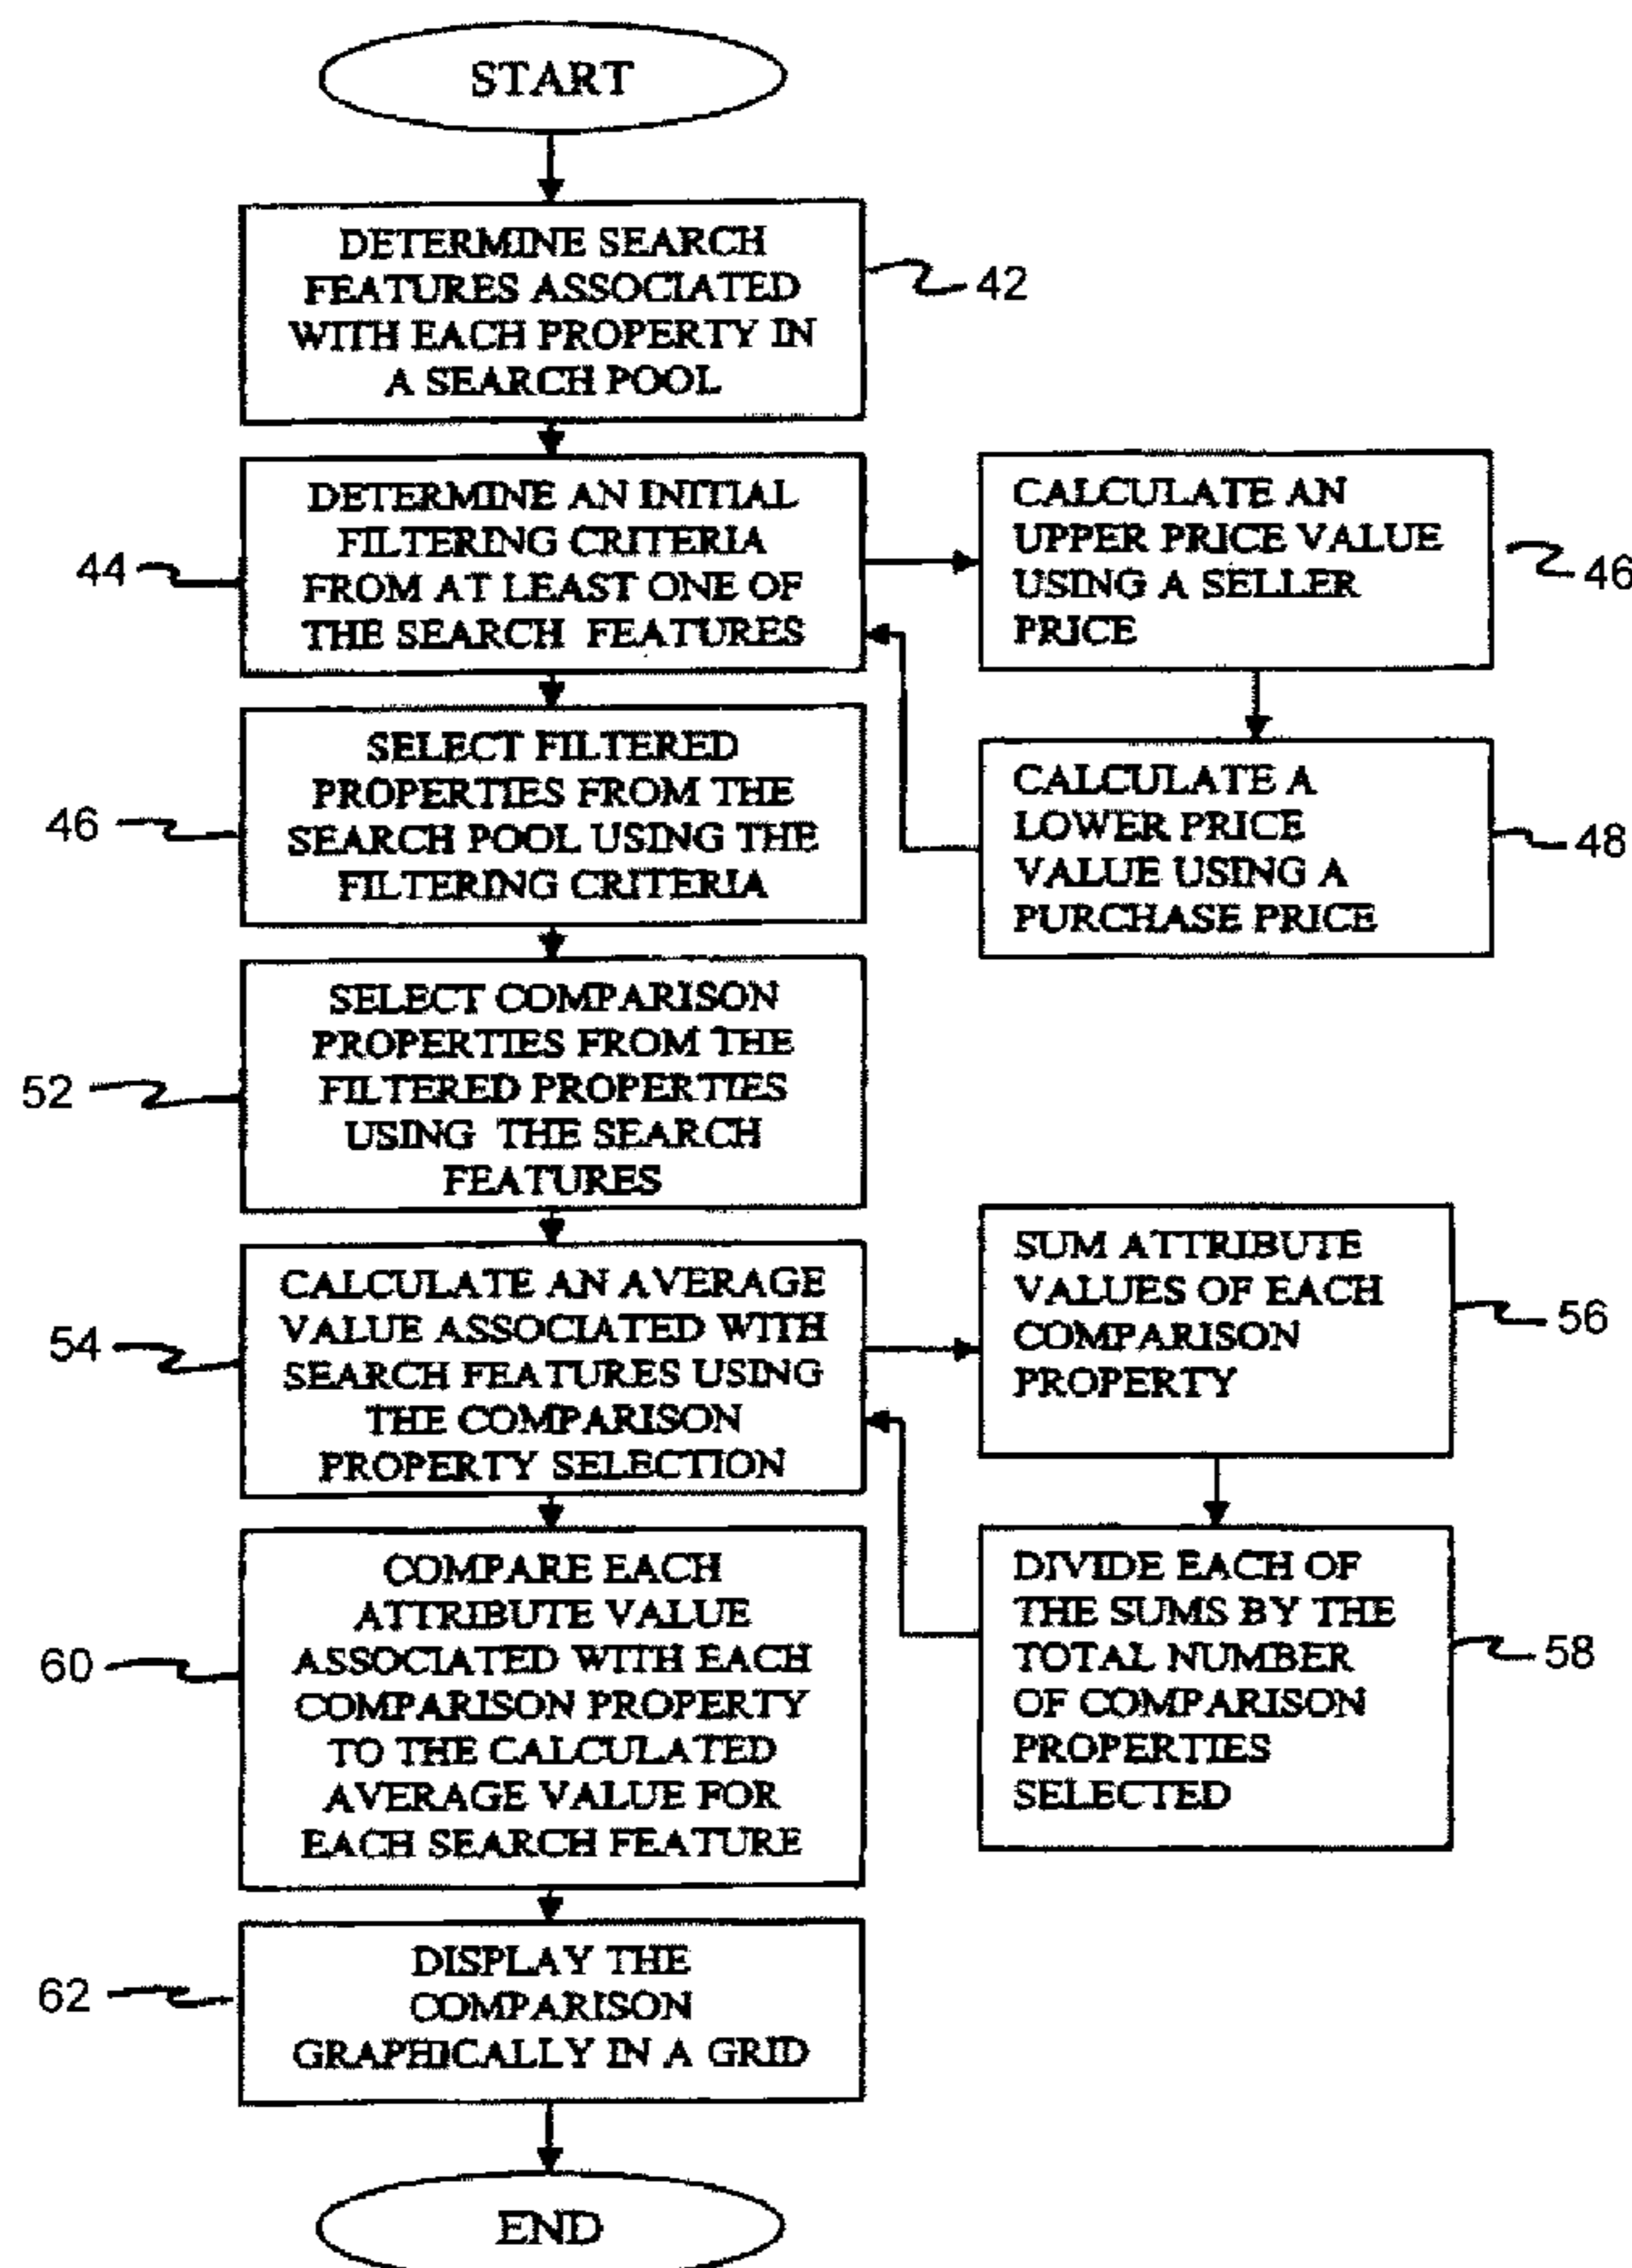 START
DETERMINE SEARCH
FEATURES ASSOCIATED
WITH EACH PROPERTY IN
A SEARCH POOL
42
DETERMINE AN INITIAL
FILTERING CRITERIA
FROM AT LEAST ONE OF
THE SEARCH FEATURES
44
CALCULATE AN
UPPER PRICE VALUE
USING A SELLER
PRICE
46
SELECT FILTERED
PROPERTIES FROM THE
SEARCH POOL USING THE
FILTERING CRITERIA
46
CALCULATE A
LOWER PRICE
VALUE USING A
PURCHASE PRICE
48
SELECT COMPARISON
PROPERTIES FROM THE
FILTERED PROPERTIES
USING THE SEARCH
FEATURES
52
CALCULATE AN AVERAGE
VALUE ASSOCIATED WITH
SEARCH FEATURES USING
THE COMPARISON
PROPERTY SELECTION
54
SUM ATTRIBUTE
VALUES OF EACH
COMPARISON
PROPERTY
56
COMPARE EACH
ATTRIBUTE VALUE
ASSOCIATED WITH EACH
COMPARISON PROPERTY
TO THE CALCULATED
AVERAGE VALUE FOR
EACH SEARCH FEATURE
60
DIVIDE EACH OF
THE SUMS BY THE
TOTAL NUMBER
OF COMPARISON
PROPERTIES
SELECTED
58
DISPLAY THE
COMPARISON
GRAPHICALLY IN A GRID
62
END